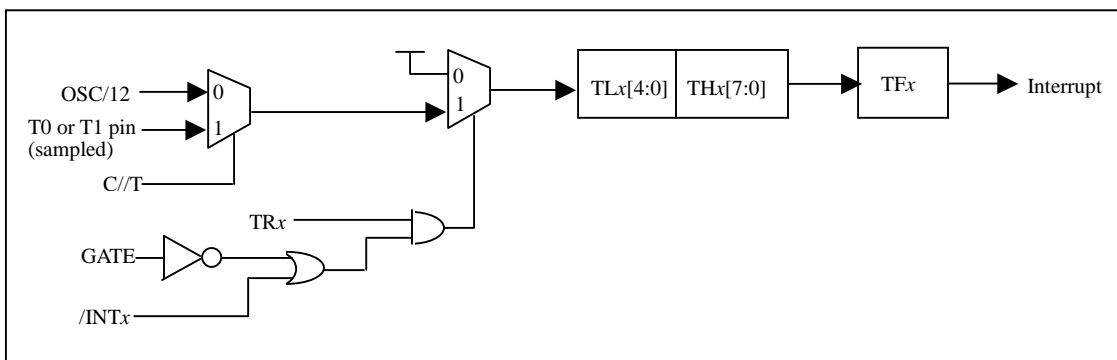 0
OSC/12
0
1
TLx[4:0]
THx[7:0]
TFx
Interrupt
T0 or T1 pin
(sampled)
1
C//T
TRx
GATE
/INTx